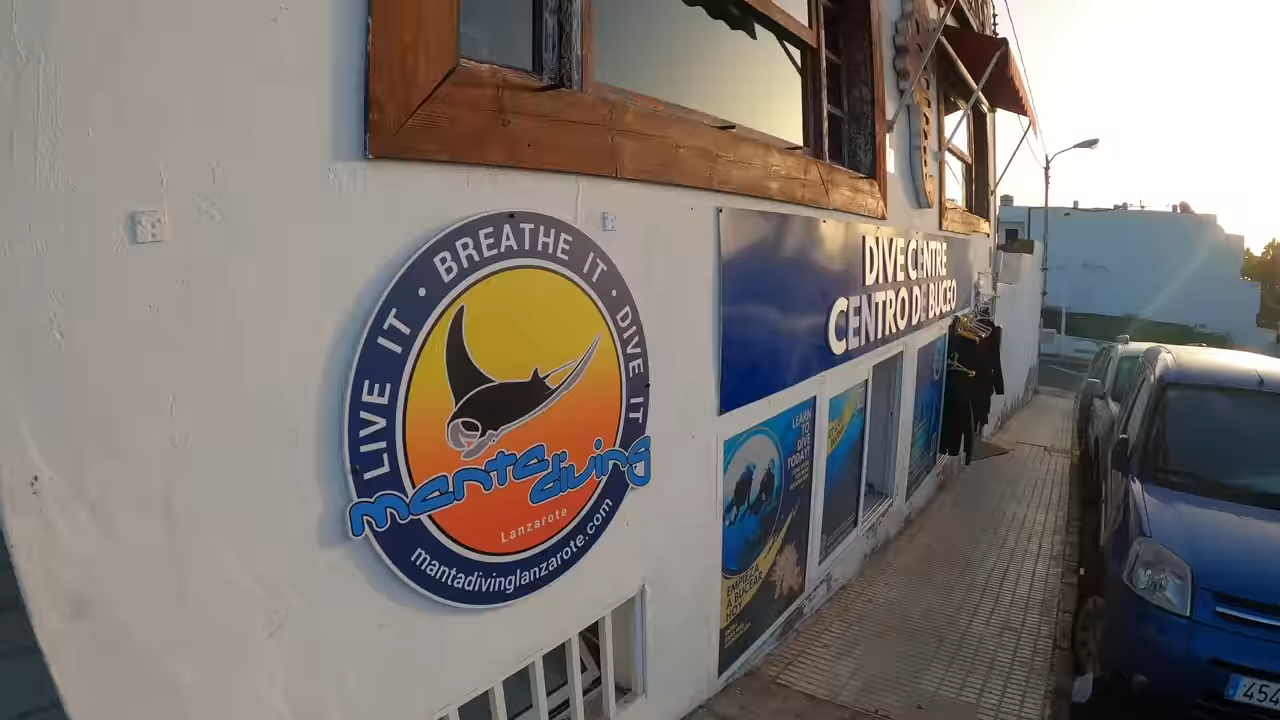 LIVE IT · BREATHE IT · DIVE IT
manta
diving
Lanzarote
mantadivinglanzarote.com
DIVE CENTRE
CENTRO DE BUCEO
LEARN
TO
DIVE
TODAY!
EMPIEZA
A BUCEAR
HOY
454